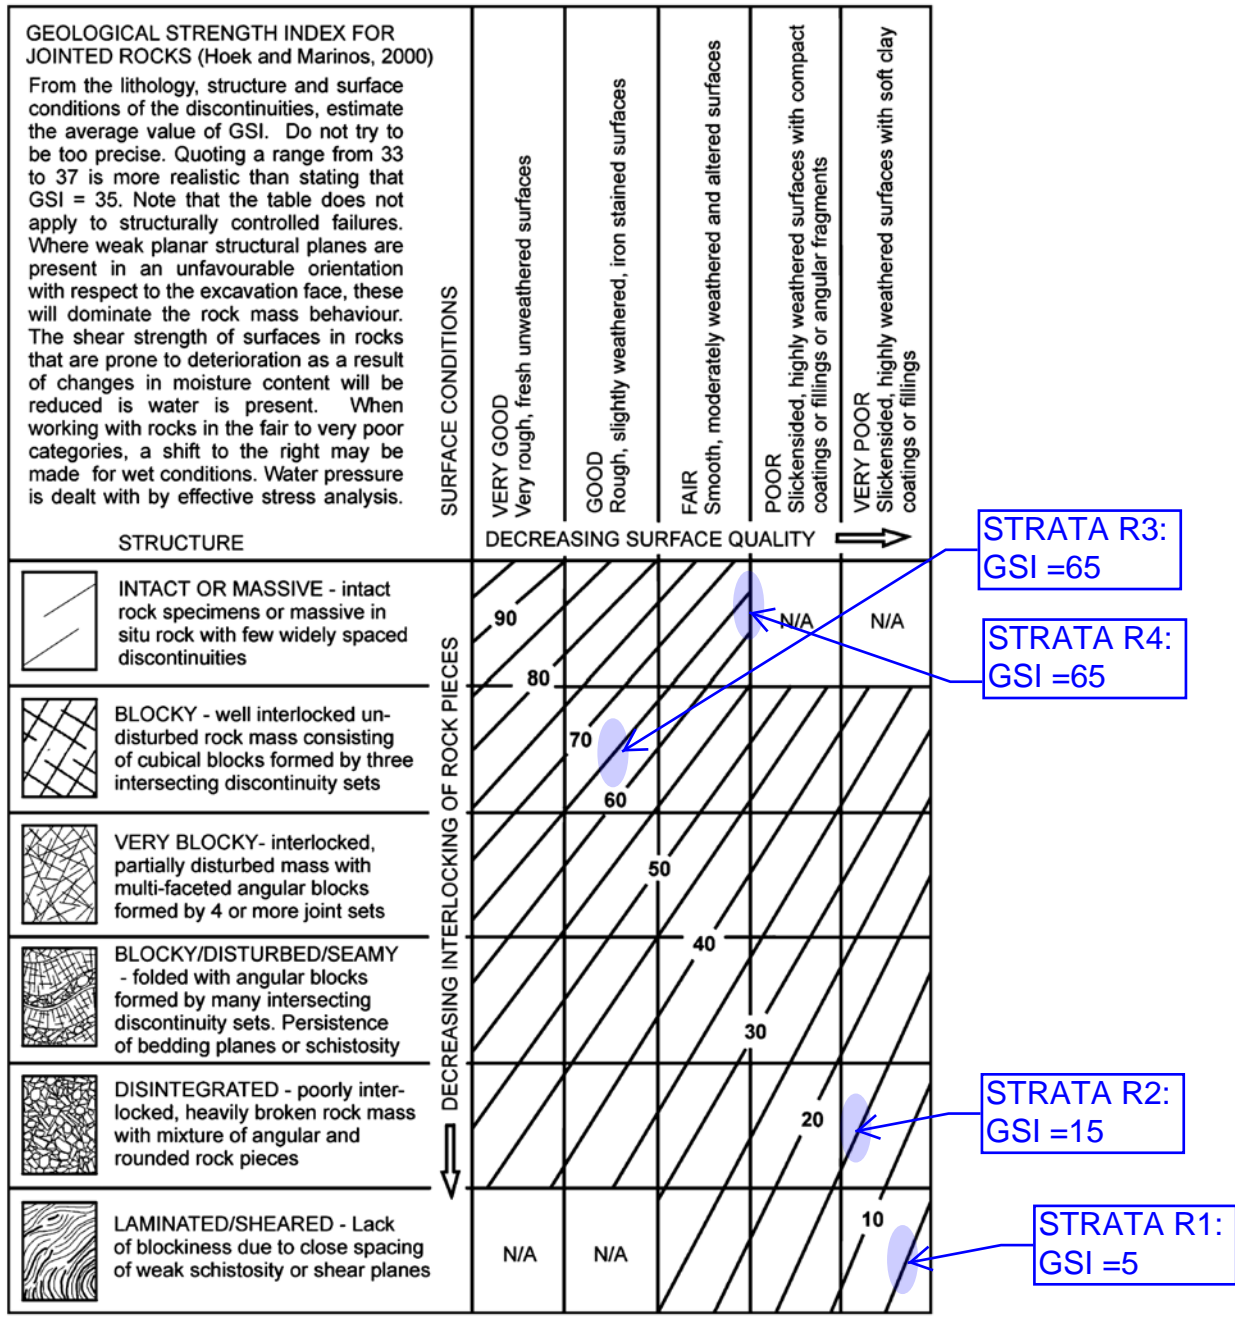 GEOLOGICAL STRENGTH INDEX FOR
JOINTED ROCKS (Hoek and Marinos, 2000)
From the lithology, structure and surface
conditions of the discontinuities, estimate
the average value of GSI. Do not try to
be too precise. Quoting a range from 33
to 37 is more realistic than stating that
GSI = 35. Note that the table does not
apply to structurally controlled failures.
Where weak planar structural planes are
present in an unfavourable orientation
with respect to the excavation face, these
will dominate the rock mass behaviour.
The shear strength of surfaces in rocks
that are prone to deterioration as a result
of changes in moisture content will be
reduced is water is present. When
working with rocks in the fair to very poor
categories, a shift to the right may be
made for wet conditions. Water pressure
is dealt with by effective stress analysis.
STRUCTURE
SURFACE CONDITIONS
VERY GOOD
Very rough, fresh unweathered surfaces
GOOD
Rough, slightly weathered, iron stained surfaces
FAIR
Smooth, moderately weathered and altered surfaces
POOR
Slickensided, highly weathered surfaces with compact
coatings or fillings or angular fragments
VERY POOR
Slickensided, highly weathered surfaces with soft clay
coatings or fillings
DECREASING SURFACE QUALITY
DECREASING INTERLOCKING OF ROCK PIECES
INTACT OR MASSIVE - intact
rock specimens or massive in
situ rock with few widely spaced
discontinuities
BLOCKY - well interlocked un-
disturbed rock mass consisting
of cubical blocks formed by three
intersecting discontinuity sets
VERY BLOCKY- interlocked,
partially disturbed mass with
multi-faceted angular blocks
formed by 4 or more joint sets
BLOCKY/DISTURBED/SEAMY
- folded with angular blocks
formed by many intersecting
discontinuity sets. Persistence
of bedding planes or schistosity
DISINTEGRATED - poorly inter-
locked, heavily broken rock mass
with mixture of angular and
rounded rock pieces
LAMINATED/SHEARED - Lack
of blockiness due to close spacing
of weak schistosity or shear planes
90
80
70
60
50
40
30
20
10
N/A
N/A
N/A
N/A
STRATA R3:
GSI =65
STRATA R4:
GSI =65
STRATA R2:
GSI =15
STRATA R1:
GSI =5